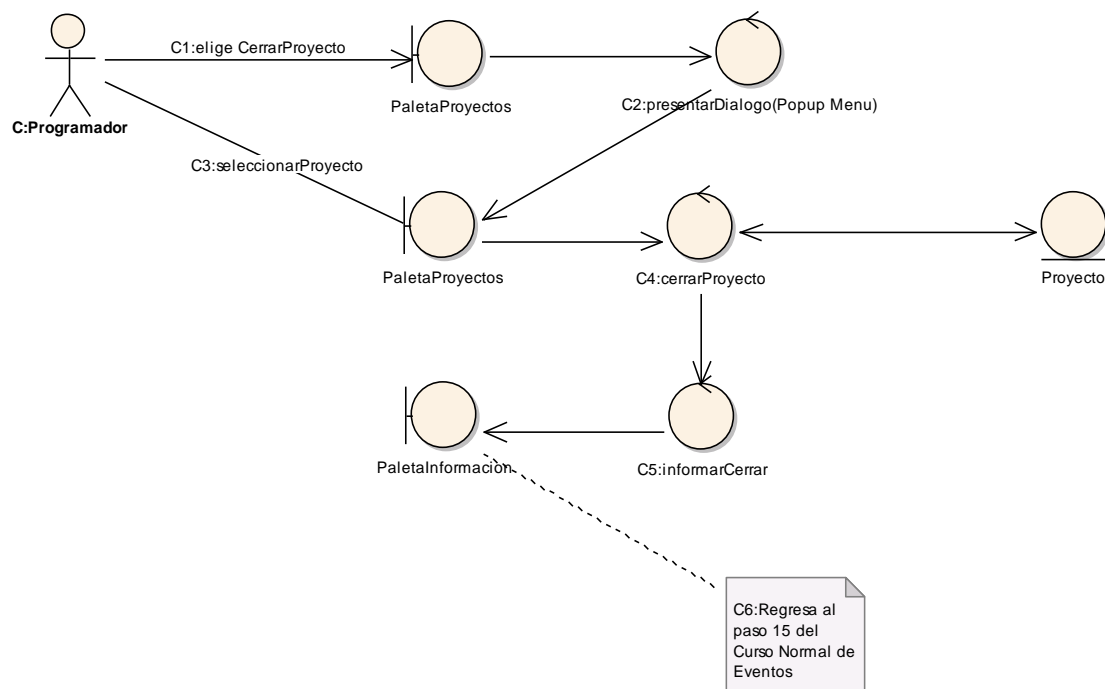 C1:elige CerrarProyecto
PaletaProyectos
C2:presentarDialogo(Popup Menu)
C:Programador
C3:seleccionarProyecto
PaletaProyectos
C4:cerrarProyecto
Proyecto
PaletaInformacion
C5:informarCerrar
C6:Regresa al
paso 15 del
Curso Normal de
Eventos